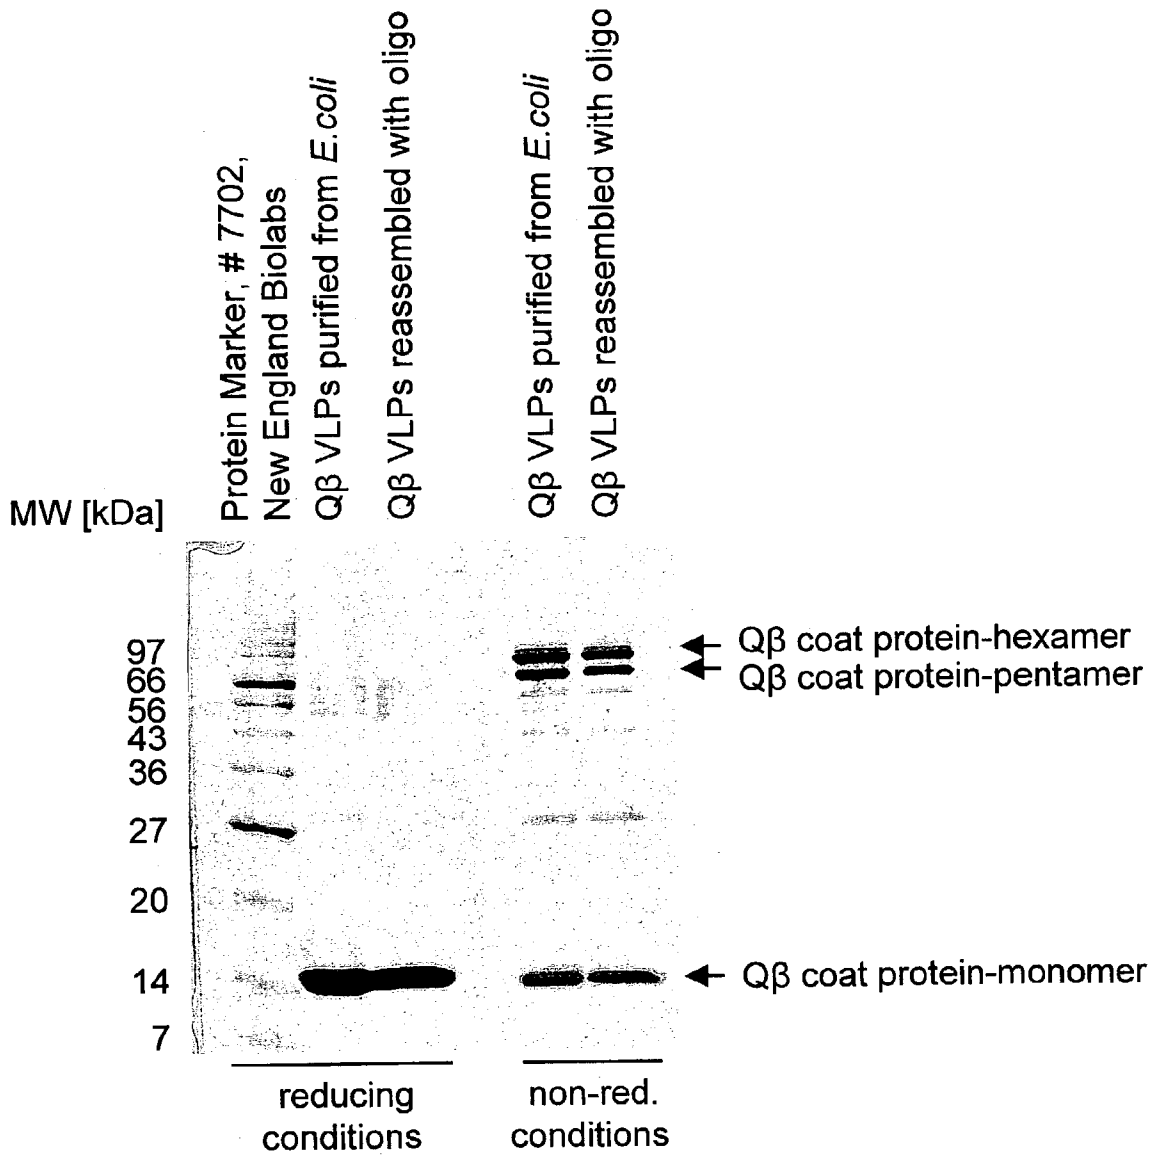 Protein Marker, # 7702,
New England Biolabs
Qβ VLPs purified from E.coli
Qβ VLPs reassembled with oligo
Qβ VLPs purified from E.coli
Qβ VLPs reassembled with oligo
MW [kDa]
97
66
56
43
36
27
20
14
7
Qβ coat protein-hexamer
Qβ coat protein-pentamer
Qβ coat protein-monomer
reducing
conditions
non-red.
conditions